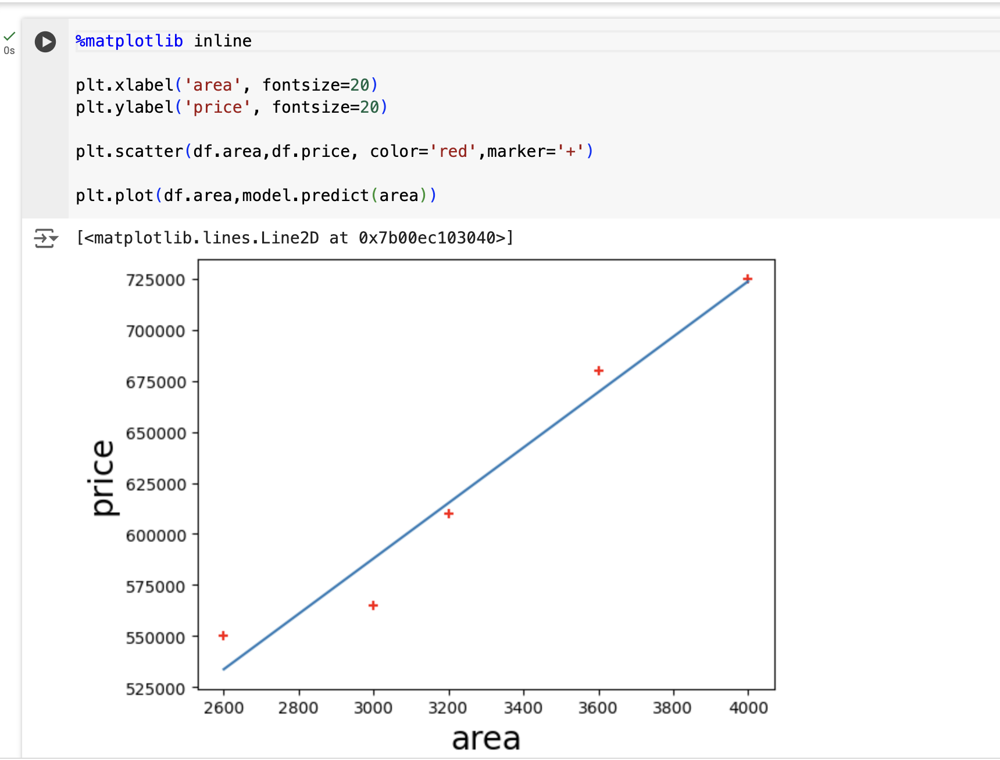 %matplotlib inline
0s
plt.xlabel('area', fontsize=20)
plt.ylabel('price', fontsize=20)
plt.scatter(df.area,df.price, color='red',marker='+')
plt.plot(df.area,model.predict(area))
[<matplotlib.lines.Line2D at 0x7b00ec103040>]
725000
700000
675000
650000
625000
600000
575000
550000
525000
price
2600 2800 3000 3200 3400 3600 3800 4000
area